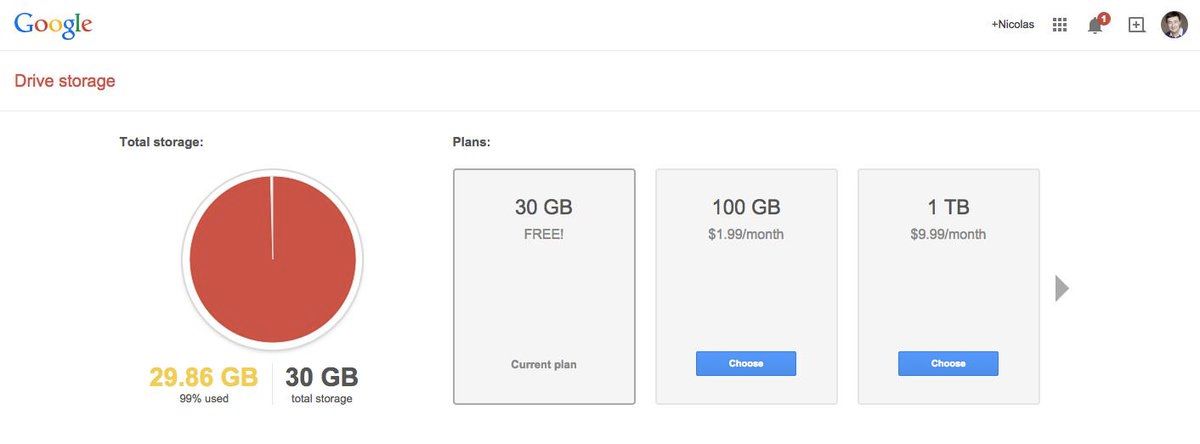 Google
+Nicolas
1
Drive storage
Total storage:
Plans:
30 GB
FREE!
Current plan
100 GB
$1.99/month
Choose
1 TB
$9.99/month
Choose
29.86 GB
99% used
30 GB
total storage